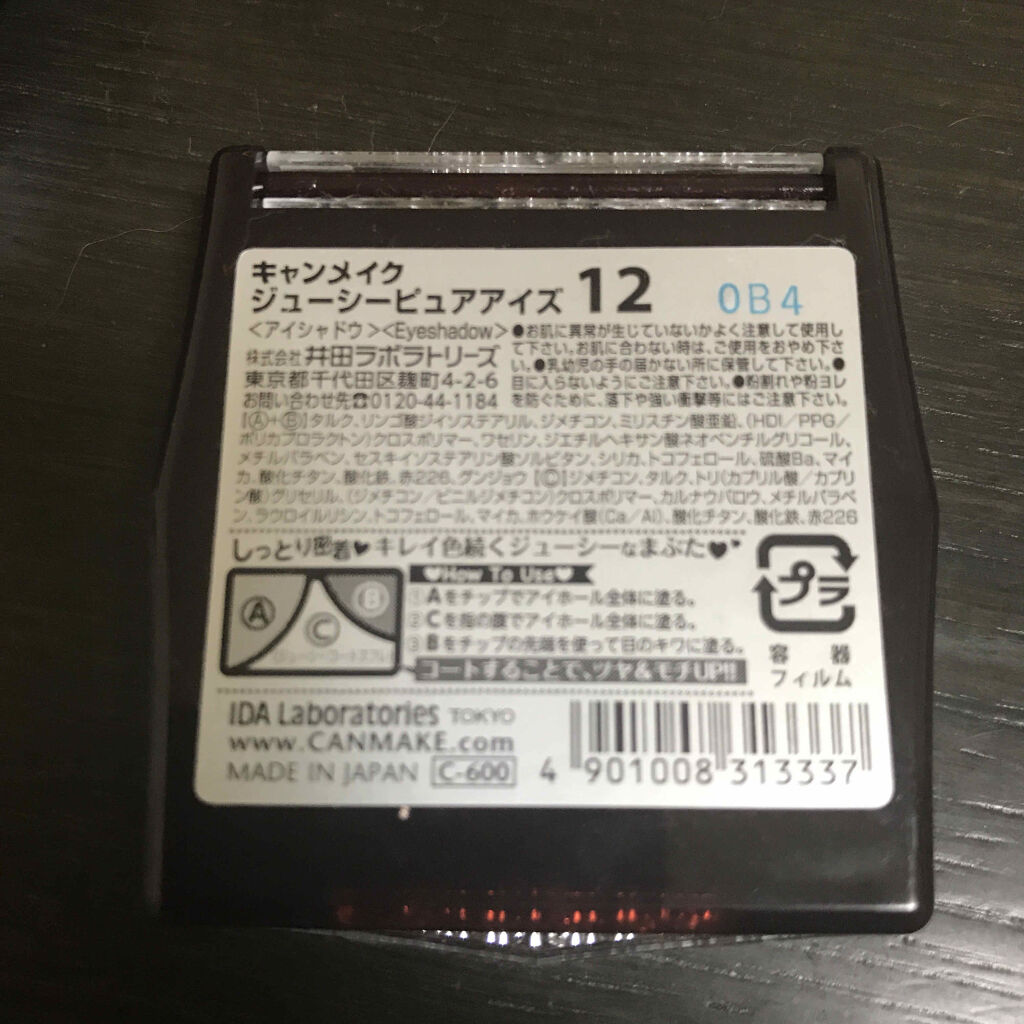 キャンメイク
ジューシーピュアアイズ 12 0B4
<アイシャドウ><Eyeshadow>
株式会社 井田ラボラトリーズ
東京都千代田区麹町4-2-6
お問い合わせ先☎0120-44-1184
●お肌に異常が生じていないかよく注意して使用し
て下さい。お肌に合わない時は、ご使用をおやめ下さ
い。●乳幼児の手の届かない所に保管して下さい。●
目に入らないようにご注意下さい。●粉割れや粉ヨレ
を防ぐために、落下や強い衝撃等にはご注意下さい。
【Ⓐ+Ⓑ】タルク、リンゴ酸ジイソステアリル、ジメチコン、ミリスチン酸亜鉛、(HDI/PPG/
ポリカプロラクトン)クロスポリマー、ワセリン、ジエチルヘキサン酸ネオペンチルグリコール、
メチルパラベン、セスキイソステアリン酸ソルビタン、シリカ、トコフェロール、硫酸Ba、マイ
カ、酸化チタン、酸化鉄、赤226、グンジョウ【Ⓒ】ジメチコン、タルク、トリ(カプリル酸/カプリ
ン酸)グリセリル、(ジメチコン/ビニルジメチコン)クロスポリマー、カルナウバロウ、メチルパラベ
ン、ラウロイルリシン、トコフェロール、マイカ、ホウケイ酸(Ca/Al)、酸化チタン、酸化鉄、赤226
しっとり密着♥キレイ色続くジューシーなまぶた♥
♥How To Use♥
①Aをチップでアイホール全体に塗る。
②Cを指の腹でアイホール全体に塗る。
③Bをチップの先端を使って目のキワに塗る。
コートすることで、ツヤ&モチUP!!
A
B
C
プラ
容器
フィルム
IDA Laboratories TOKYO
www.CANMAKE.com
MADE IN JAPAN C-600
4 901008 313337